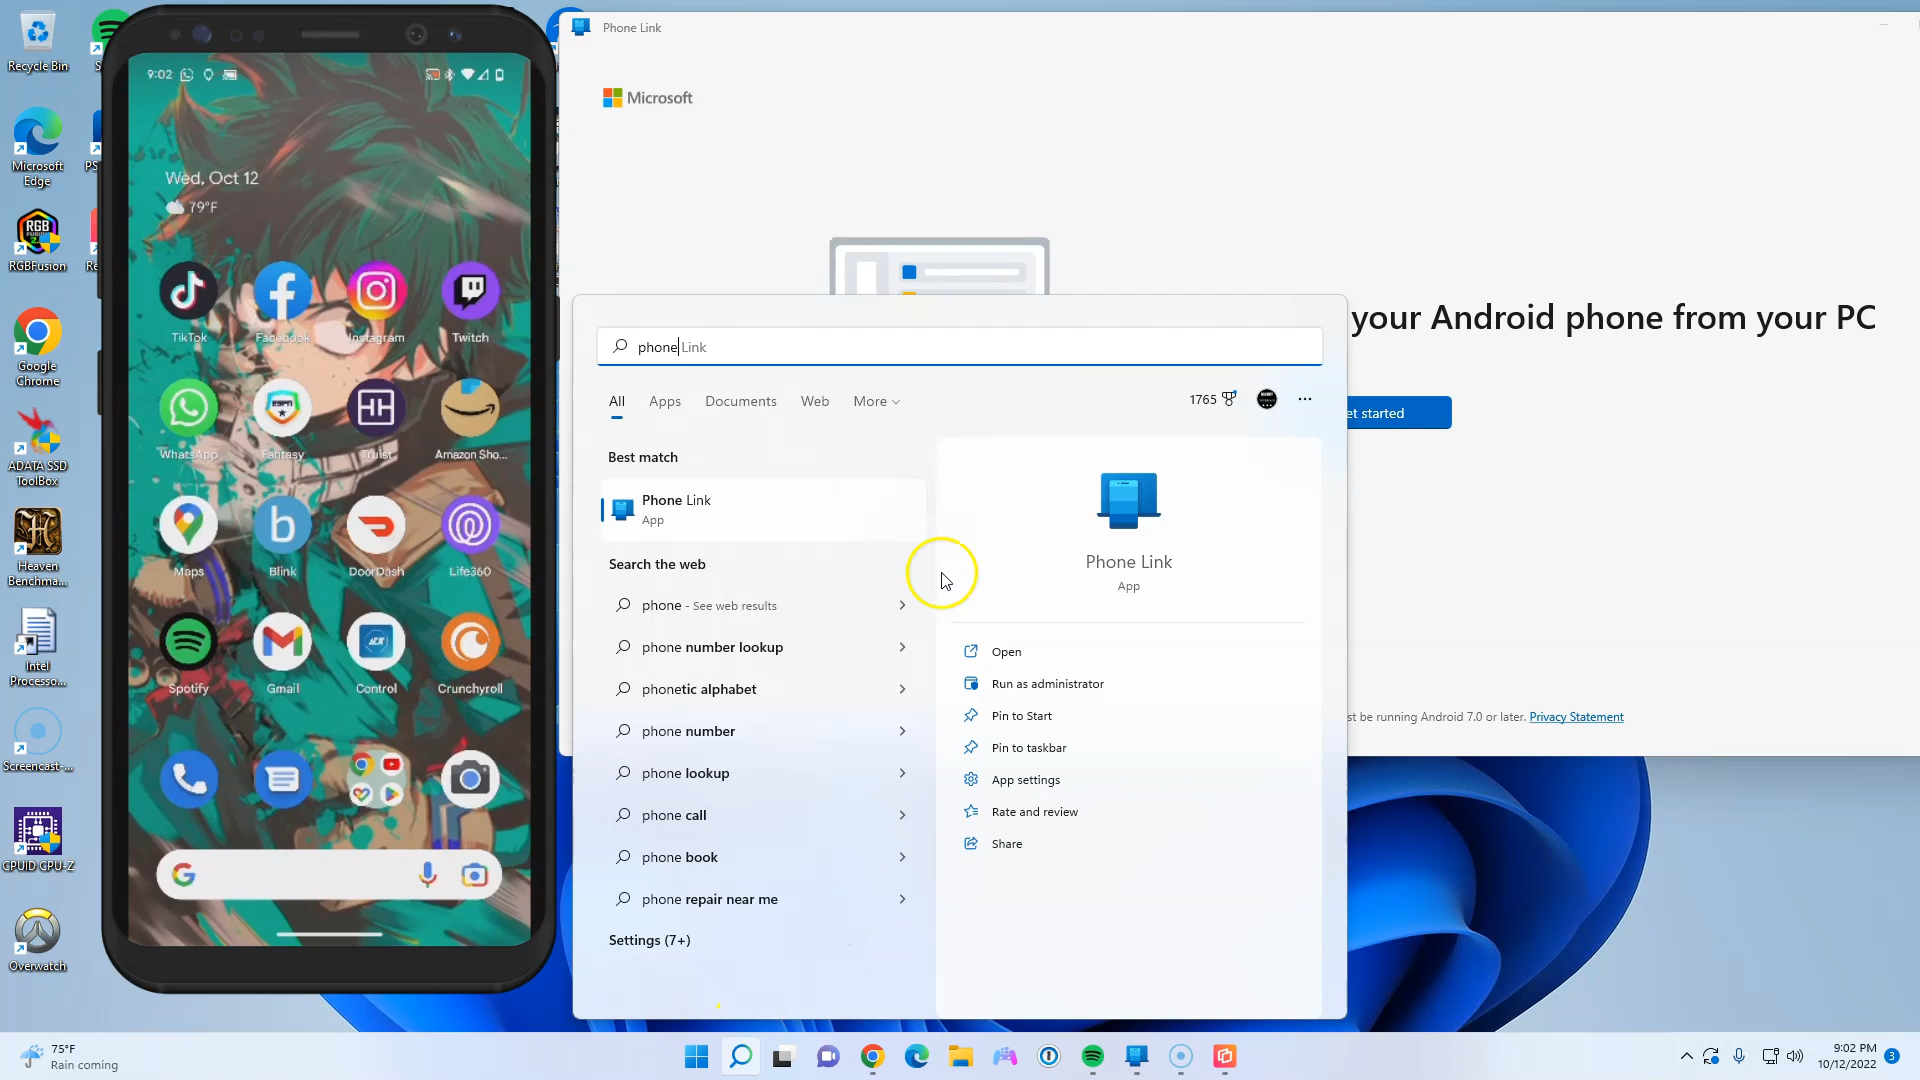 Recycle Bin
Microsoft
Edge
RGBFusion
Google
Chrome
ADATA SSD
ToolBox
Heaven
Benchma...
Intel
Processo...
Screencast-...
CPUID CPU-Z
Overwatch
PS
9:02
Wed, Oct 12
79°F
TikTok
Facebook
Instagram
Twitch
WhatsApp
Fantasy
Truist
Amazon Sho...
Maps
Blink
DoorDash
Life360
Spotify
Gmail
Control
Crunchyroll
Phone Link
Microsoft
your Android phone from your PC
et started
st be running Android 7.0 or later. Privacy Statement
phone Link
All Apps Documents Web More
1765
Best match
Phone Link
App
Search the web
phone - See web results
phone number lookup
phonetic alphabet
phone number
phone lookup
phone call
phone book
phone repair near me
Settings (7+)
Phone Link
App
Open
Run as administrator
Pin to Start
Pin to taskbar
App settings
Rate and review
Share
75°F
Rain coming
9:02 PM
10/12/2022
3